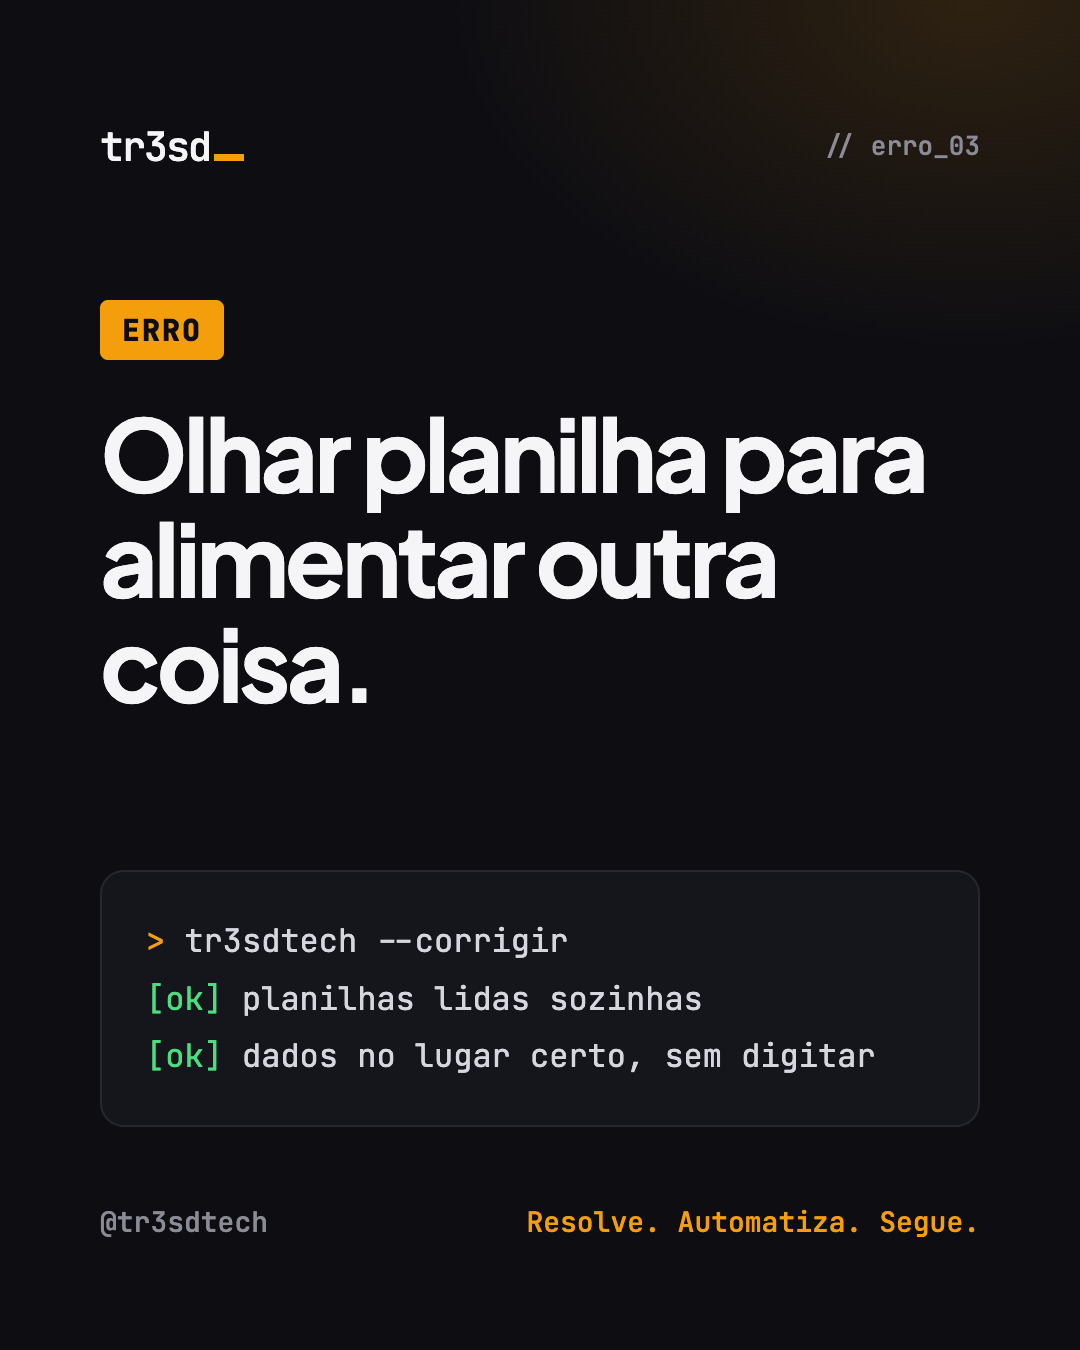 tr3sd_
// erro_03
ERRO
Olhar planilha para
alimentar outra
coisa.
> tr3sdtech --corrigir
[ok] planilhas lidas sozinhas
[ok] dados no lugar certo, sem digitar
@tr3sdtech
Resolve. Automatiza. Segue.